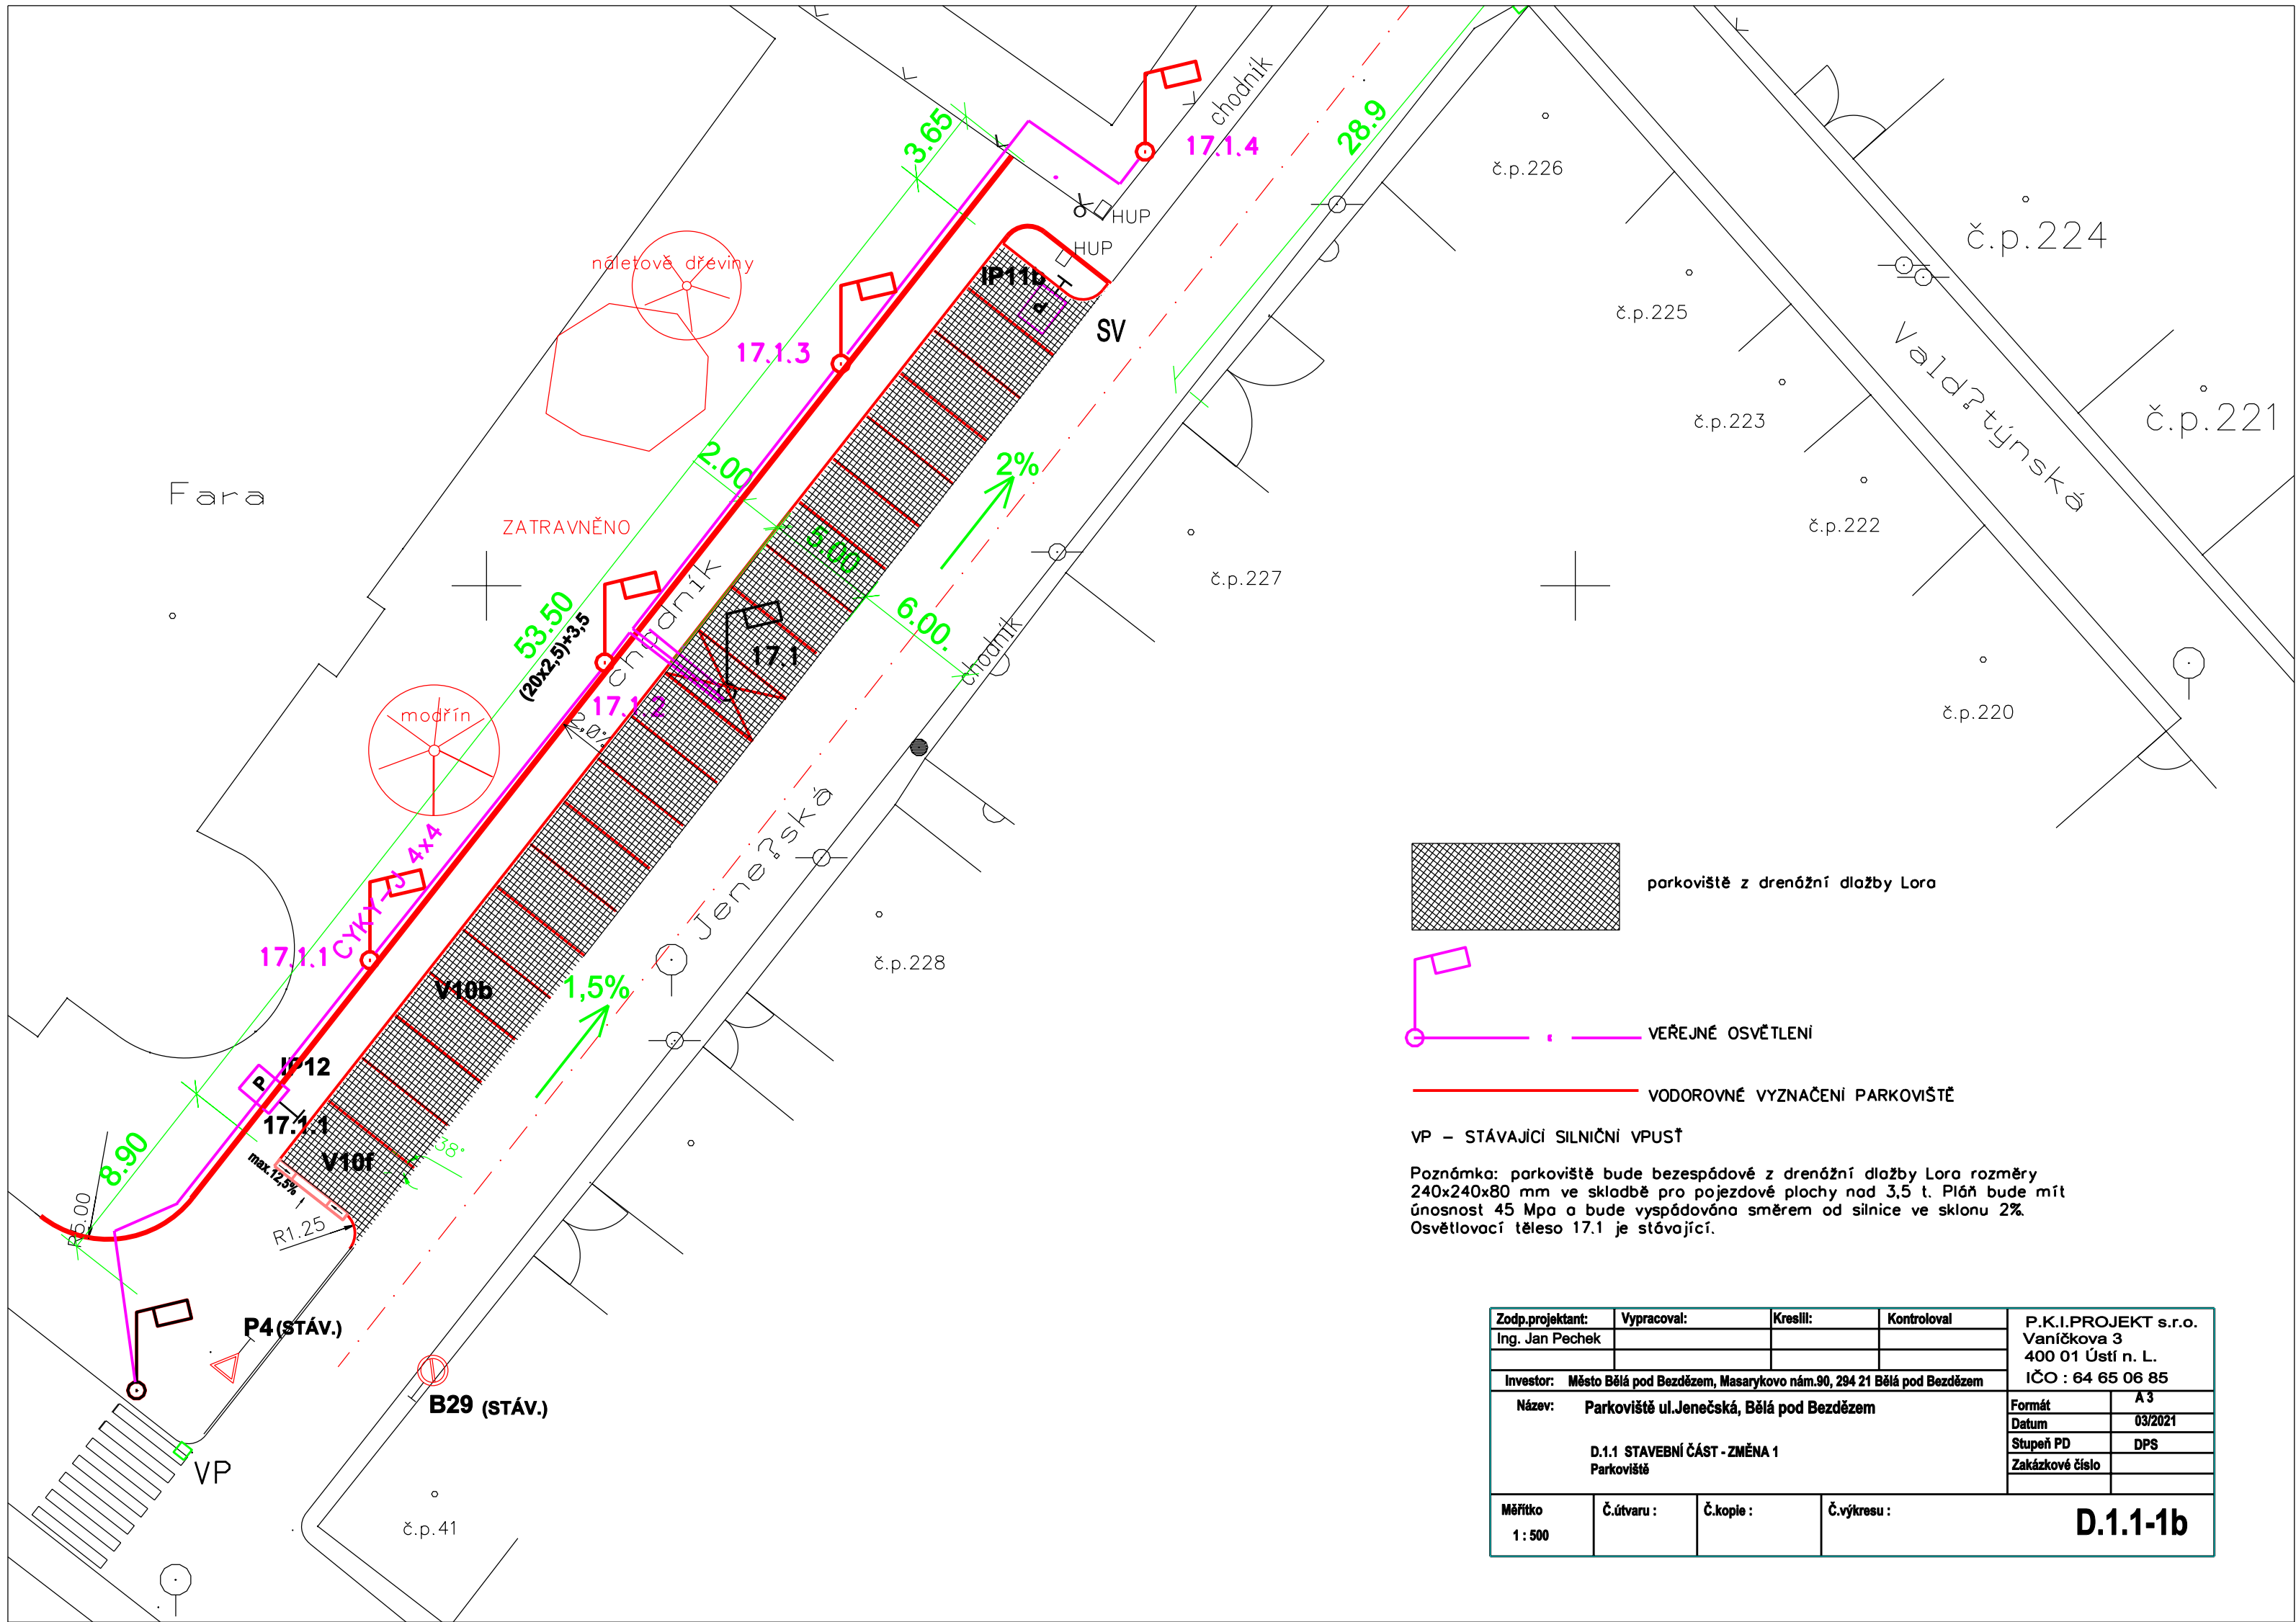 chodník
3.65
17.1.4
28.9
HUP
HUP
č.p.226
č.p.224
náletově dřeviny
IP11b
SV
17.1.3
č.p.225
Vald?týnská
č.p.221
č.p.223
2.00
2%
Fara
ZATRAVNĚNO
č.p.222
5.00
6.00.
č.p.227
chodník
chodník
53.50
(20x2,5)+3,5
17.1
17.1.2
2,0%
modřín
č.p.220
CYKY-J 4x4
Jene?ská
17.1.1
V10b
1,5%
č.p.228
P
IP12
17.1.1
8.90
max.12,5%
V10f
38°
R6.00
R1.25
P4 (STÁV.)
B29 (STÁV.)
VP
č.p.41
parkoviště z drenážní dlažby Lora
VEŘEJNÉ OSVĚTLENÍ
VODOROVNÉ VYZNAČENÍ PARKOVIŠTĚ
VP – STÁVAJÍCÍ SILNIČNÍ VPUSŤ
Poznámka: parkoviště bude bezespádové z drenážní dlažby Lora rozměry
240x240x80 mm ve skladbě pro pojezdové plochy nad 3,5 t. Pláň bude mít
únosnost 45 Mpa a bude vyspádována směrem od silnice ve sklonu 2%.
Osvětlovací těleso 17.1 je stávající.
Zodp.projektant: Vypracoval: Kreslil: Kontroloval
Ing. Jan Pechek
P.K.I.PROJEKT s.r.o.
Vaníčkova 3
400 01 Ústí n. L.
IČO : 64 65 06 85
Investor: Město Bělá pod Bezdězem, Masarykovo nám.90, 294 21 Bělá pod Bezdězem
Název: Parkoviště ul.Jenečská, Bělá pod Bezdězem
D.1.1 STAVEBNÍ ČÁST - ZMĚNA 1
Parkoviště
Formát A 3
Datum 03/2021
Stupeň PD DPS
Zakázkové číslo
Měřítko
1 : 500
Č.útvaru :
Č.kopie :
Č.výkresu :
D.1.1-1b